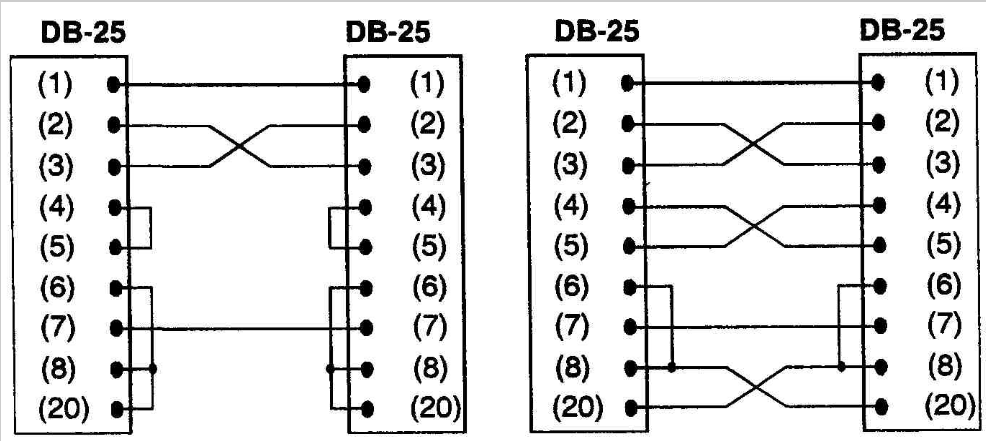 DB-25 DB-25 DB-25 DB-25
(1) (1) (1) (1)
(2) (2) (2) (2)
(3) (3) (3) (3)
(4) (4) (4) (4)
(5) (5) (5) (5)
(6) (6) (6) (6)
(7) (7) (7) (7)
(8) (8) (8) (8)
(20) (20) (20) (20)